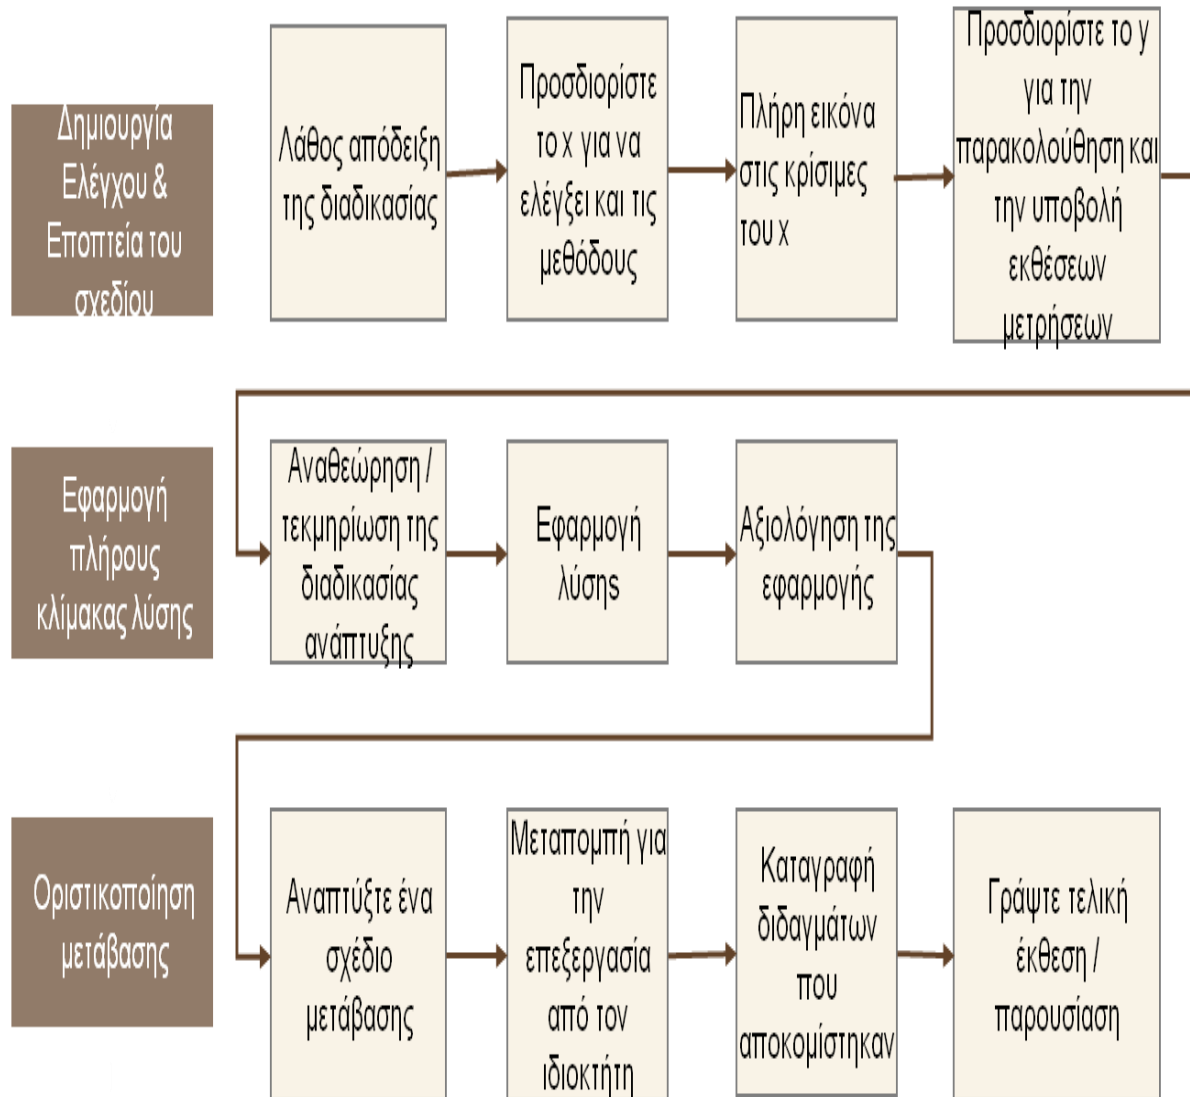 Δημιουργία
Ελέγχου &
Εποπτεία του
σχεδίου
Λάθος απόδειξη
της διαδικασίας
Προσδιορίστε
το x για να
ελέγξει και τις
μεθόδους
Πλήρη εικόνα
στις κρίσιμες
του x
Προσδιορίστε το y
για την
παρακολούθηση και
την υποβολή
εκθέσεων
μετρήσεων
Εφαρμογή
πλήρους
κλίμακας λύσης
Αναθεώρηση /
τεκμηρίωση της
διαδικασίας
ανάπτυξης
Εφαρμογή
λύσηs
Αξιολόγηση της
εφαρμογής
Οριστικοποίηση
μετάβασης
Αναπτύξτε ένα
σχέδιο
μετάβασης
Μεταπομπή για
την
επεξεργασία
από τον
ιδιοκτήτη
Καταγραφή
διδαγμάτων
που
αποκομίστηκαν
Γράψτε τελική
έκθεση /
παρουσίαση